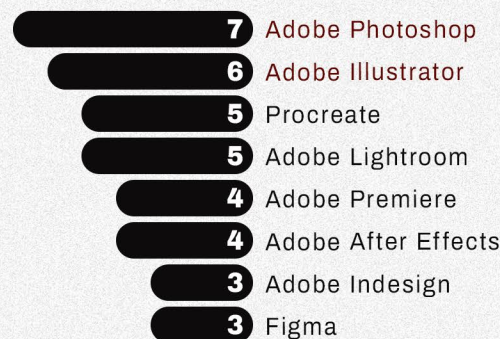 7 Adobe Photoshop
6 Adobe Illustrator
5 Procreate
5 Adobe Lightroom
4 Adobe Premiere
4 Adobe After Effects
3 Adobe Indesign
3 Figma